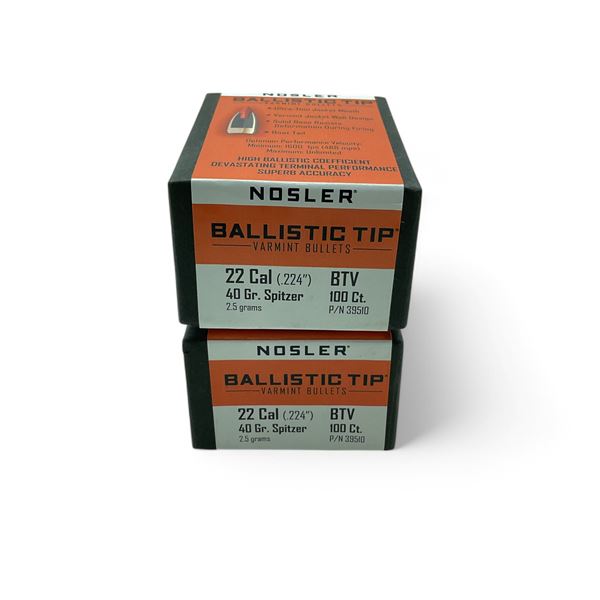 NOSLER
BALLISTIC TIP®
VARMINT BULLETS
• Ultra-Thin Jacket Mouth
• Varmint Jacket Wall Design
• Solid Base Resists
Deformation During Firing
• Boat Tail
Optimum Performance Velocity:
Minimum: 1600 fps (488 mps)
Maximum: Unlimited
HIGH BALLISTIC COEFFICIENT
DEVASTATING TERMINAL PERFORMANCE
SUPERB ACCURACY
NOSLER®
BALLISTIC TIP®
VARMINT BULLETS
22 Cal (.224") BTV
40 Gr. Spitzer 100 Ct.
2.5 grams P/N 39510
NOSLER®
BALLISTIC TIP®
VARMINT BULLETS
22 Cal (.224") BTV
40 Gr. Spitzer 100 Ct.
2.5 grams P/N 39510